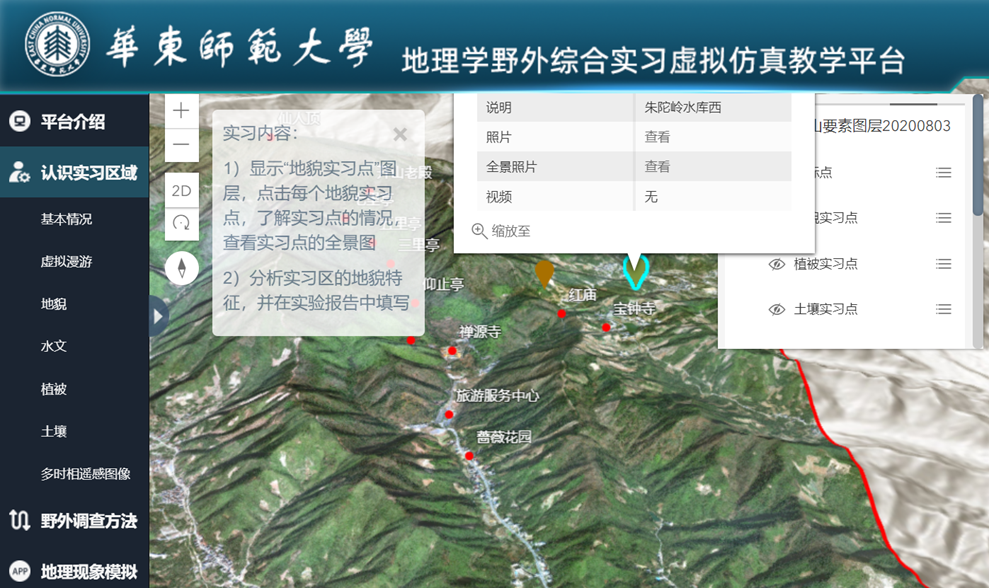 EAST CHINA NORMAL UNIVERSITY
華東師範大學
地理学野外综合实习虚拟仿真教学平台
平台介绍
认识实习区域
基本情况
虚拟漫游
地貌
水文
植被
土壤
多时相遥感图像
野外调查方法
APP 地理现象模拟
2D
实习内容：
1）显示“地貌实习点”图
层，点击每个地貌实习
点，了解实习点的情况，
查看实习点的全景图
2）分析实习区的地貌特
征，并在实验报告中填写
说明 朱陀岭水库西
照片 查看
全景照片 查看
视频 无
缩放至
山要素图层20200803
标点
貌实习点
植被实习点
土壤实习点
老殿
里亭
三里亭
仰止亭
红庙
宝钟寺
禅源寺
旅游服务中心
蔷薇花园